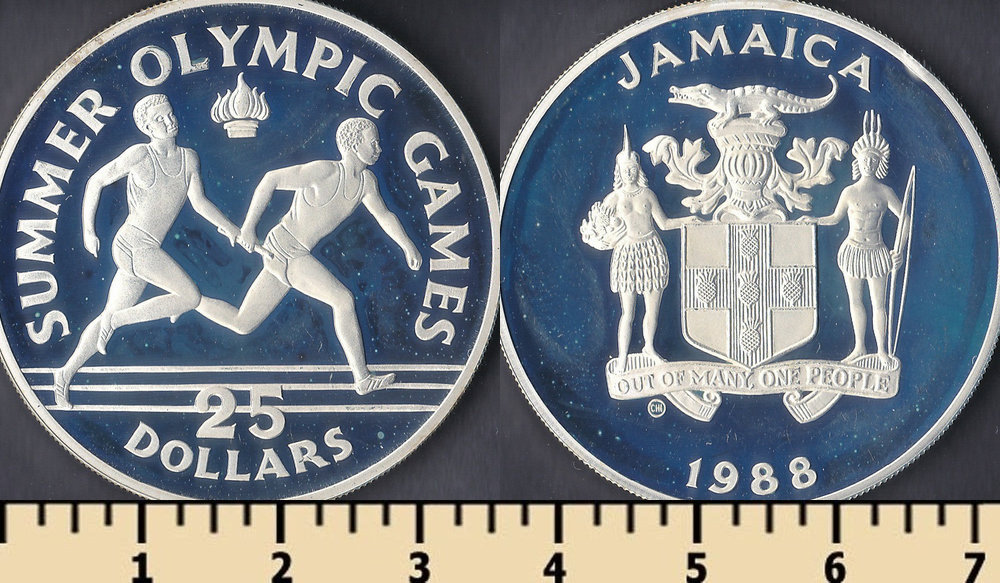 SUMMER OLYMPIC GAMES
25
DOLLARS
JAMAICA
OUT OF MANY, ONE PEOPLE
CHI
1988
1 2 3 4 5 6 7